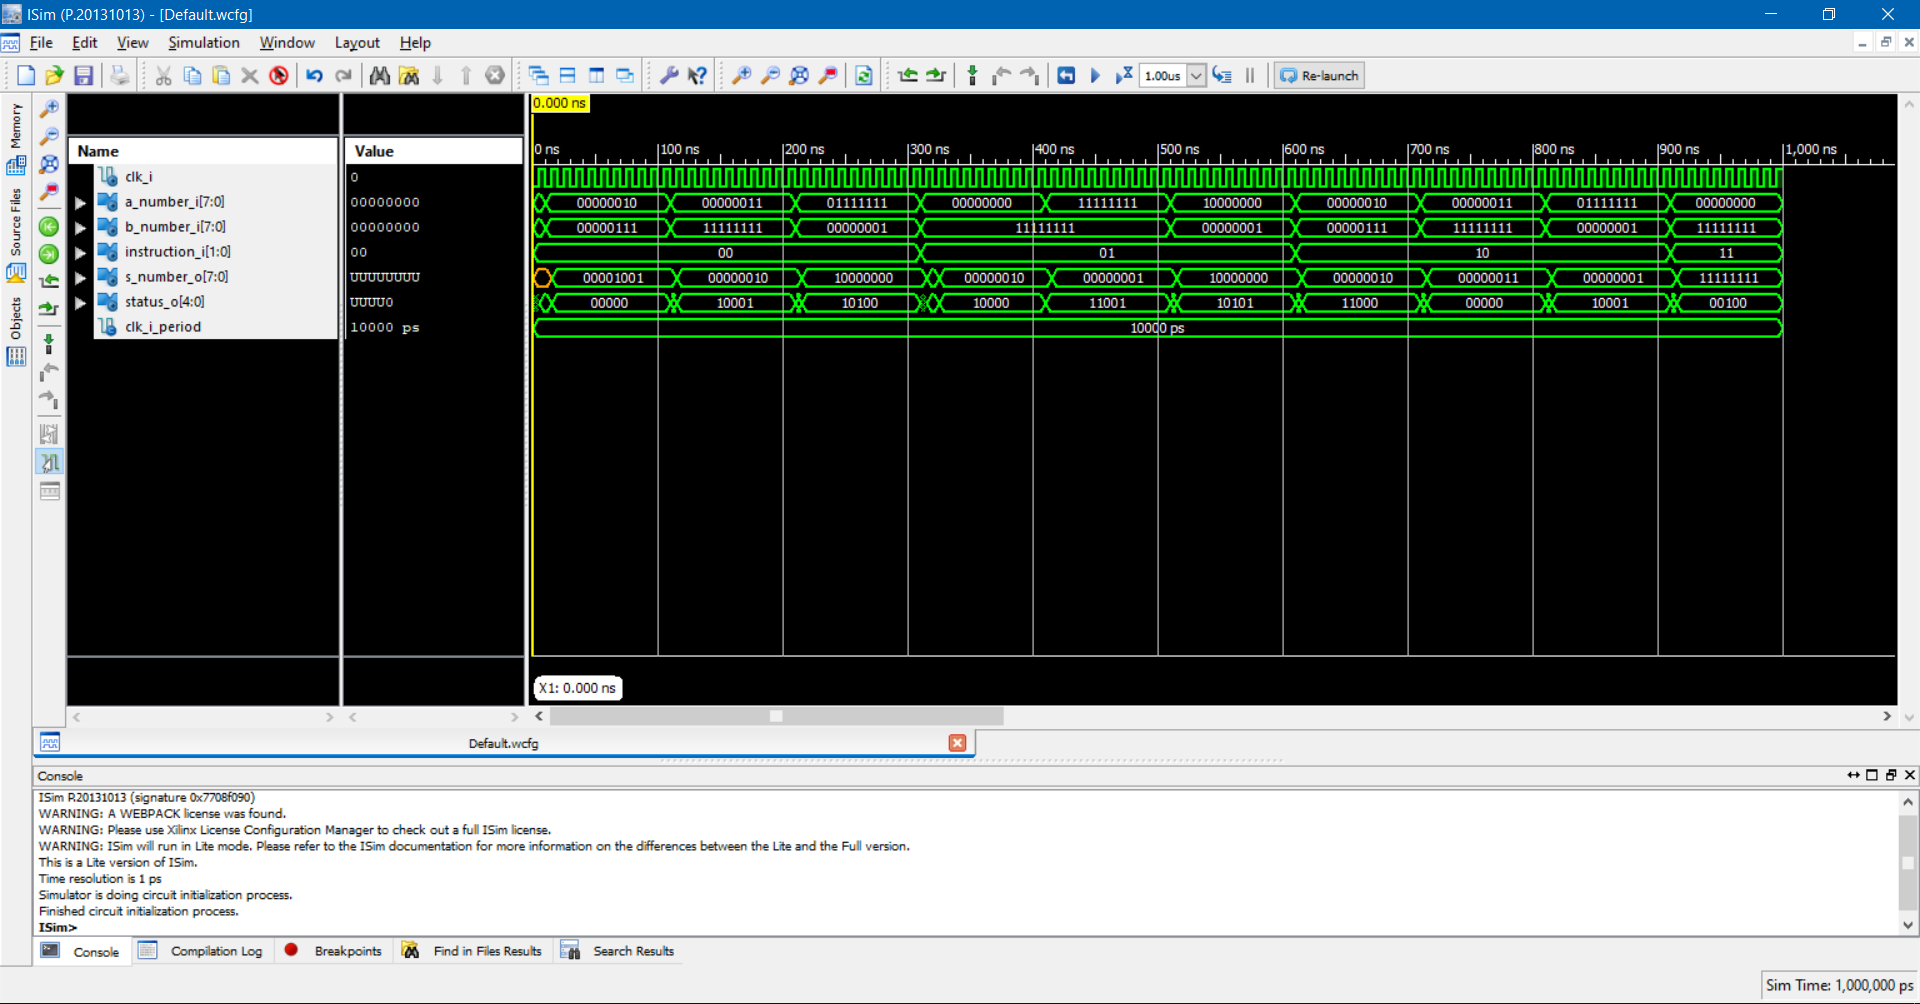 ISim (P.20131013) - [Default.wcfg]
File Edit View Simulation Window Layout Help
1.00us Re-launch
Memory
Source Files
Objects
0.000 ns
Name Value
0 ns 100 ns 200 ns 300 ns 400 ns 500 ns 600 ns 700 ns 800 ns 900 ns 1,000 ns
clk_i 0
a_number_i[7:0] 00000000 00000010 00000011 01111111 00000000 11111111 10000000 00000010 00000011 01111111 00000000
b_number_i[7:0] 00000000 00000111 11111111 00000001 11111111 00000001 00000111 11111111 00000001 11111111
instruction_i[1:0] 00 00 01 10 11
s_number_o[7:0] UUUUUUUU 00001001 00000010 10000000 00000010 00000001 10000000 00000010 00000011 00000001 11111111
status_o[4:0] UUUU0 00000 10001 10100 10000 11001 10101 11000 00000 10001 00100
clk_i_period 10000 ps 10000 ps
X1: 0.000 ns
Default.wcfg
Console
ISim P.20131013 (signature 0x7708f090)
WARNING: A WEBPACK license was found.
WARNING: Please use Xilinx License Configuration Manager to check out a full ISim license.
WARNING: ISim will run in Lite mode. Please refer to the ISim documentation for more information on the differences between the Lite and the Full version.
This is a Lite version of ISim.
Time resolution is 1 ps
Simulator is doing circuit initialization process.
Finished circuit initialization process.
ISim>
Console Compilation Log Breakpoints Find in Files Results Search Results
Sim Time: 1,000,000 ps